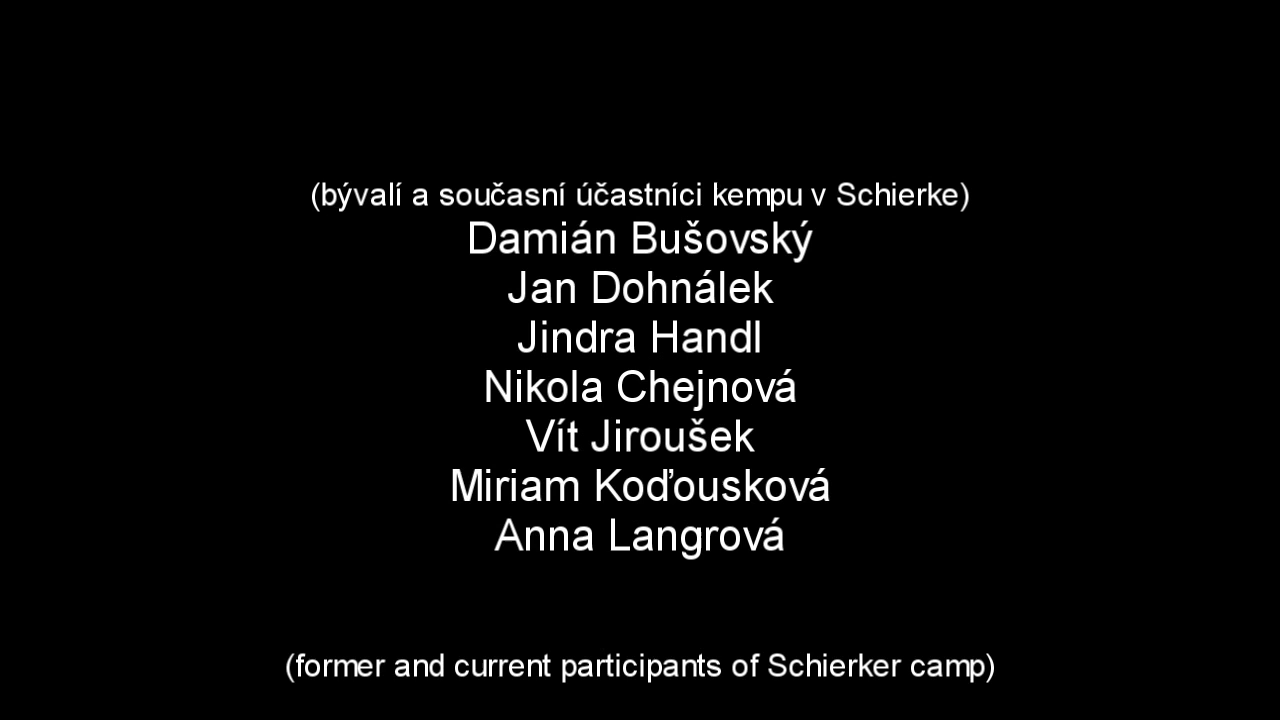 (bývalí a současní účastníci kempu v Schierke)
Damián Bušovský
Jan Dohnálek
Jindra Handl
Nikola Chejnová
Vít Jiroušek
Miriam Koďousková
Anna Langrová
(former and current participants of Schierker camp)